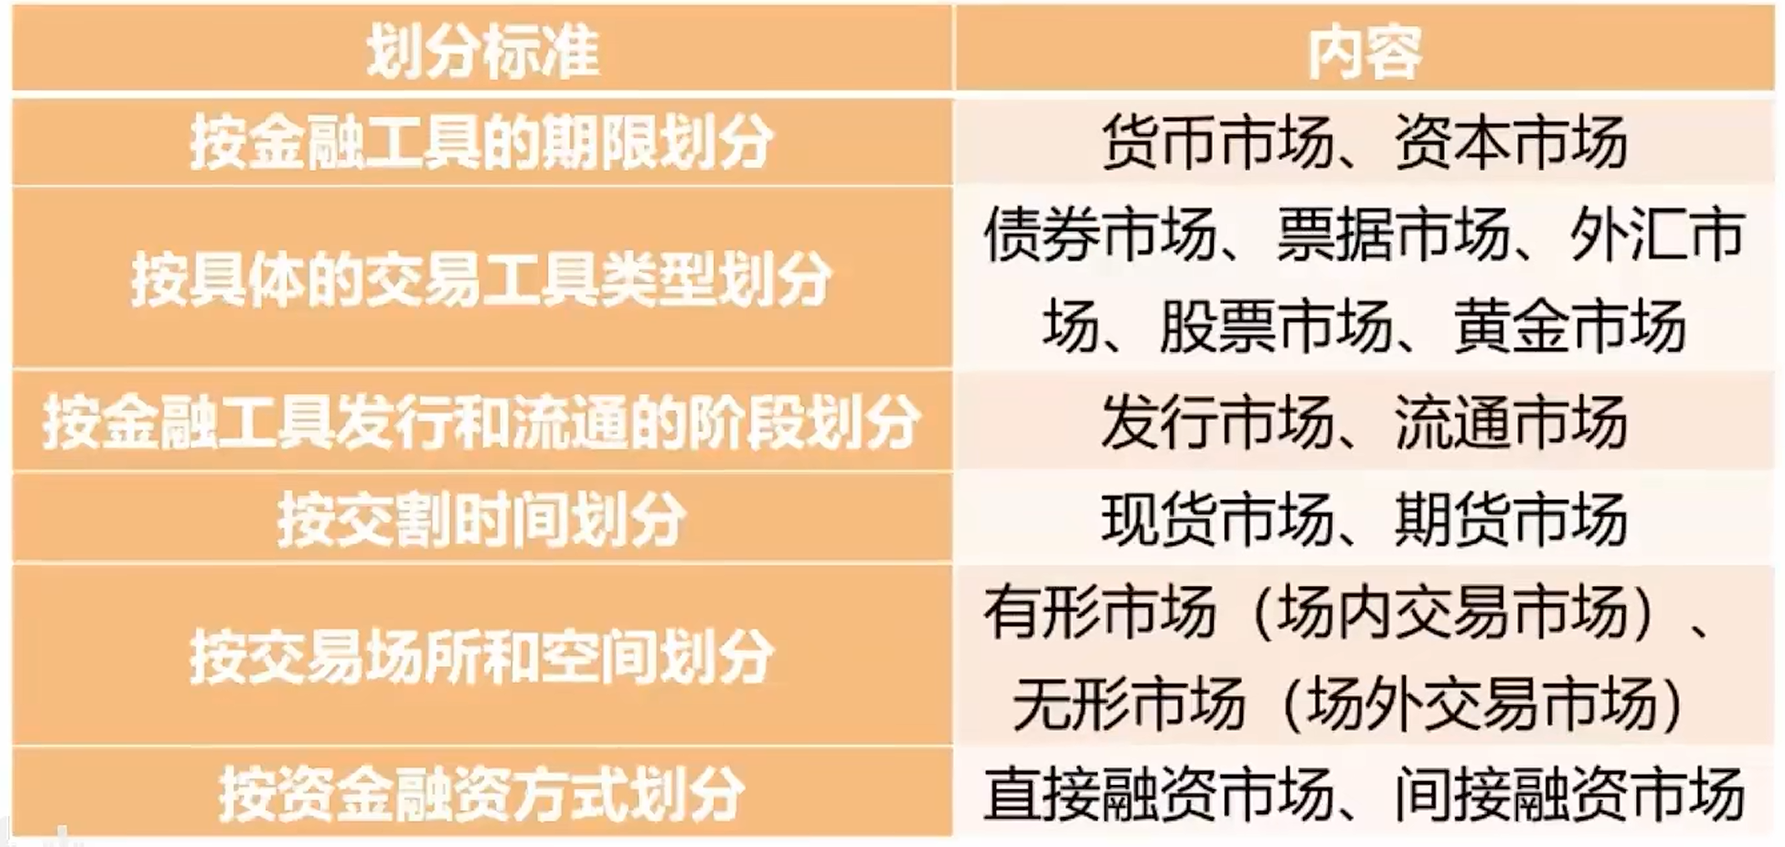 划分标准
内容
按金融工具的期限划分
货币市场、资本市场
按具体的交易工具类型划分
债券市场、票据市场、外汇市
场、股票市场、黄金市场
按金融工具发行和流通的阶段划分
发行市场、流通市场
按交割时间划分
现货市场、期货市场
按交易场所和空间划分
有形市场（场内交易市场）、
无形市场（场外交易市场）
按资金融资方式划分
直接融资市场、间接融资市场